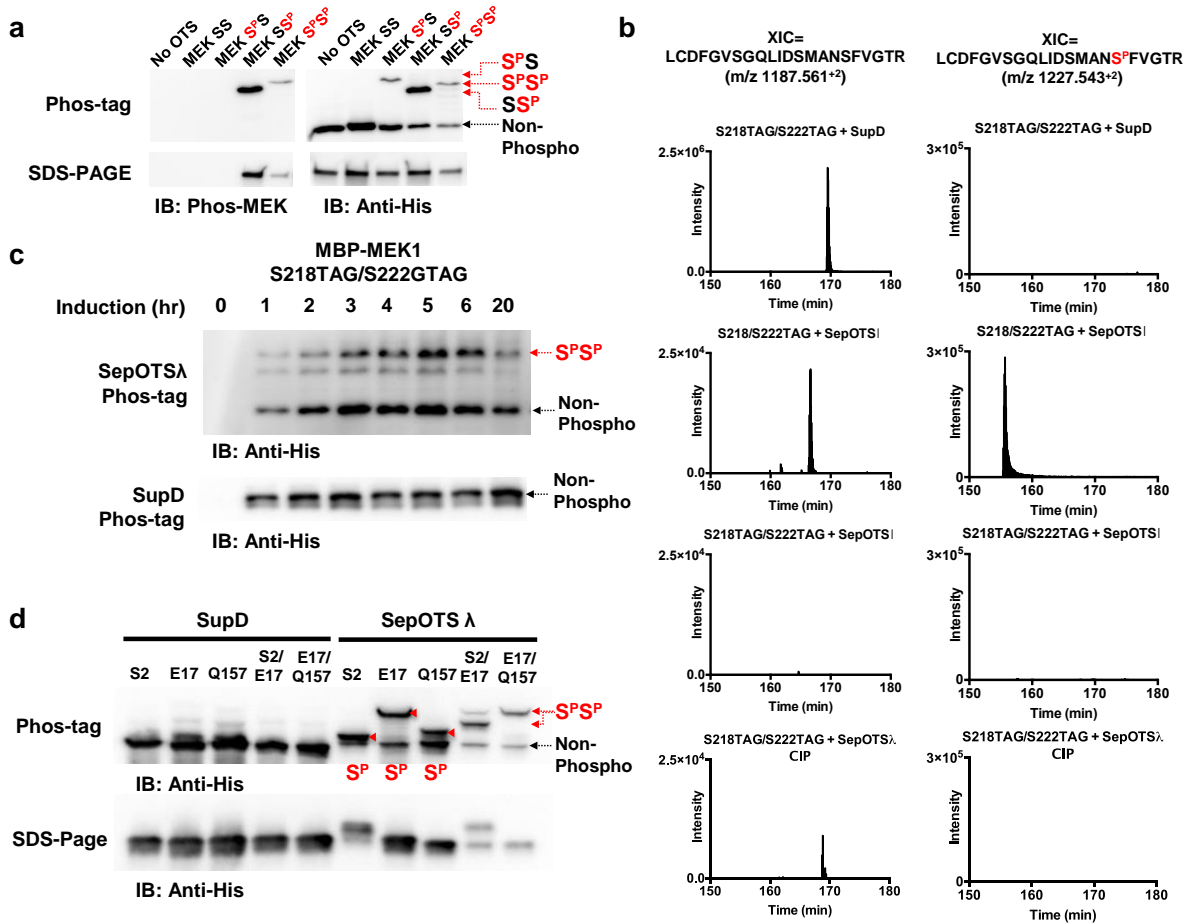 a
No OTS
MEK SS
MEK SᴾS
MEK SSᴾ
MEK SᴾSᴾ
No OTS
MEK SS
MEK SᴾS
MEK SSᴾ
MEK SᴾSᴾ
Phos-tag
SᴾS
SᴾSᴾ
SSᴾ
Non-
Phospho
SDS-PAGE
IB: Phos-MEK
IB: Anti-His
b
XIC=
LCDFGVSGQLIDSMANSFVGTR
(m/z 1187.561⁺²)
XIC=
LCDFGVSGQLIDSMANSᴾFVGTR
(m/z 1227.543⁺²)
S218TAG/S222TAG + SupD
2.5×10⁶
Intensity
0.0
150 160 170 180
Time (min)
S218TAG/S222TAG + SupD
3×10⁵
Intensity
0
150 160 170 180
Time (min)
S218/S222TAG + SepOTSl
2.5×10⁴
Intensity
0.0
150 160 170 180
Time (min)
S218/S222TAG + SepOTSl
3×10⁵
Intensity
0
150 160 170 180
Time (min)
S218TAG/S222TAG + SepOTSl
2.5×10⁴
Intensity
0.0
150 160 170 180
Time (min)
S218TAG/S222TAG + SepOTSl
3×10⁵
Intensity
0
150 160 170 180
Time (min)
S218TAG/S222TAG + SepOTSλ
CIP
2.5×10⁴
Intensity
0.0
150 160 170 180
Time (min)
S218TAG/S222TAG + SepOTSλ
CIP
3×10⁵
Intensity
0
150 160 170 180
Time (min)
c
MBP-MEK1
S218TAG/S222GTAG
Induction (hr) 0 1 2 3 4 5 6 20
SepOTSλ
Phos-tag
SᴾSᴾ
Non-
Phospho
IB: Anti-His
SupD
Phos-tag
Non-
Phospho
IB: Anti-His
d
SupD SepOTS λ
S2 E17 Q157 S2/E17 E17/Q157 S2 E17 Q157 S2/E17 E17/Q157
Phos-tag
SᴾSᴾ
Non-
Phospho
Sᴾ Sᴾ Sᴾ
IB: Anti-His
SDS-Page
IB: Anti-His